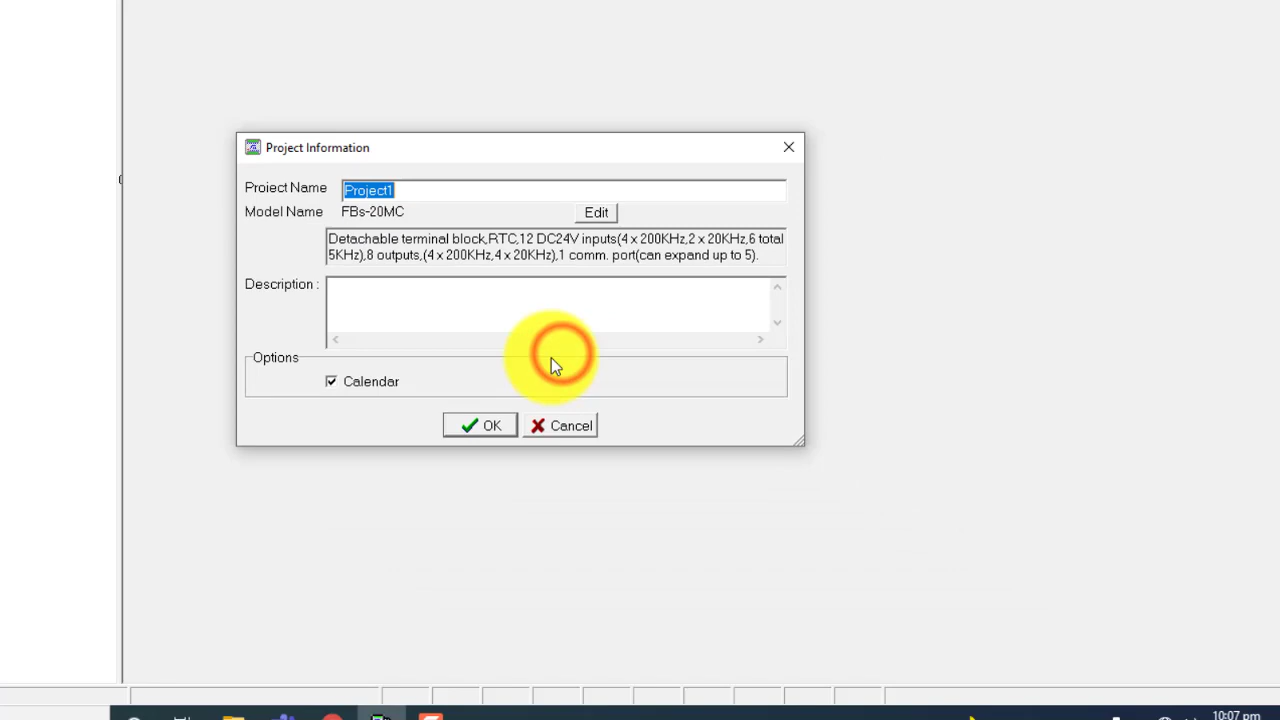 Project Information
Project Name Project1
Model Name FBs-20MC Edit
Detachable terminal block,RTC,12 DC24V inputs(4 x 200KHz,2 x 20KHz,6 total
5KHz),8 outputs,(4 x 200KHz,4 x 20KHz),1 comm. port(can expand up to 5).
Description :
Options
Calendar
OK Cancel
10:07 pm